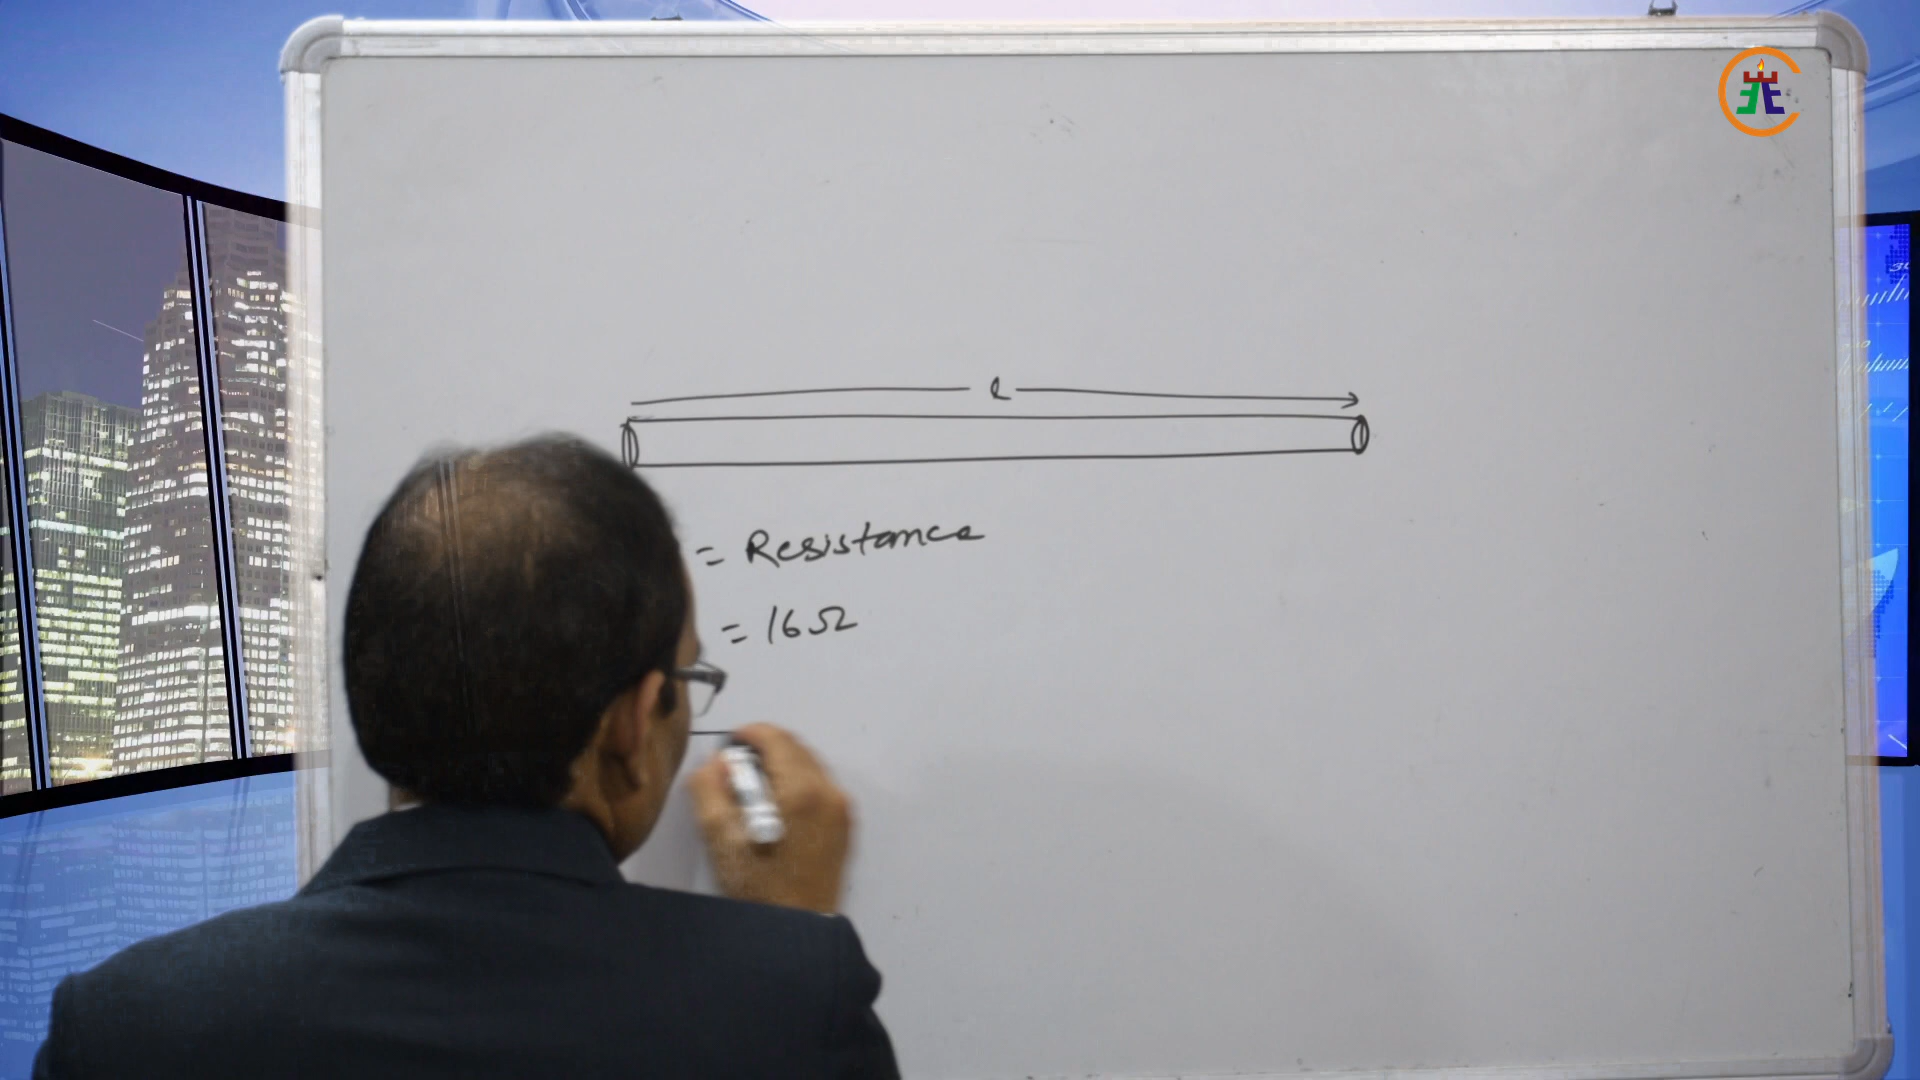 l
= Resistance
= 16Ω